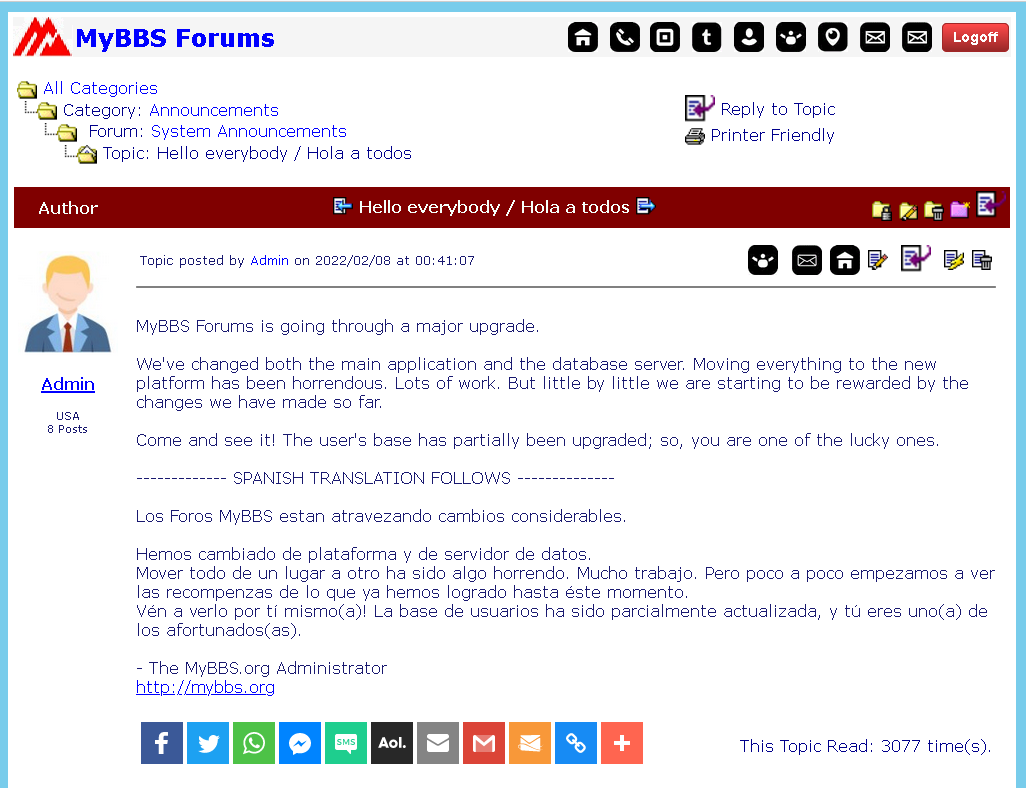 MyBBS Forums
t
Logoff
All Categories
Category: Announcements
Forum: System Announcements
Topic: Hello everybody / Hola a todos
Reply to Topic
Printer Friendly
Author
Hello everybody / Hola a todos
Topic posted by Admin on 2022/02/08 at 00:41:07
Admin
USA
8 Posts
MyBBS Forums is going through a major upgrade.
We've changed both the main application and the database server. Moving everything to the new
platform has been horrendous. Lots of work. But little by little we are starting to be rewarded by the
changes we have made so far.
Come and see it! The user's base has partially been upgraded; so, you are one of the lucky ones.
------------- SPANISH TRANSLATION FOLLOWS --------------
Los Foros MyBBS estan atravezando cambios considerables.
Hemos cambiado de plataforma y de servidor de datos.
Mover todo de un lugar a otro ha sido algo horrendo. Mucho trabajo. Pero poco a poco empezamos a ver
las recompenzas de lo que ya hemos logrado hasta éste momento.
Vén a verlo por tí mismo(a)! La base de usuarios ha sido parcialmente actualizada, y tú eres uno(a) de
los afortunados(as).
- The MyBBS.org Administrator
http://mybbs.org
f
SMS
Aol.
This Topic Read: 3077 time(s).